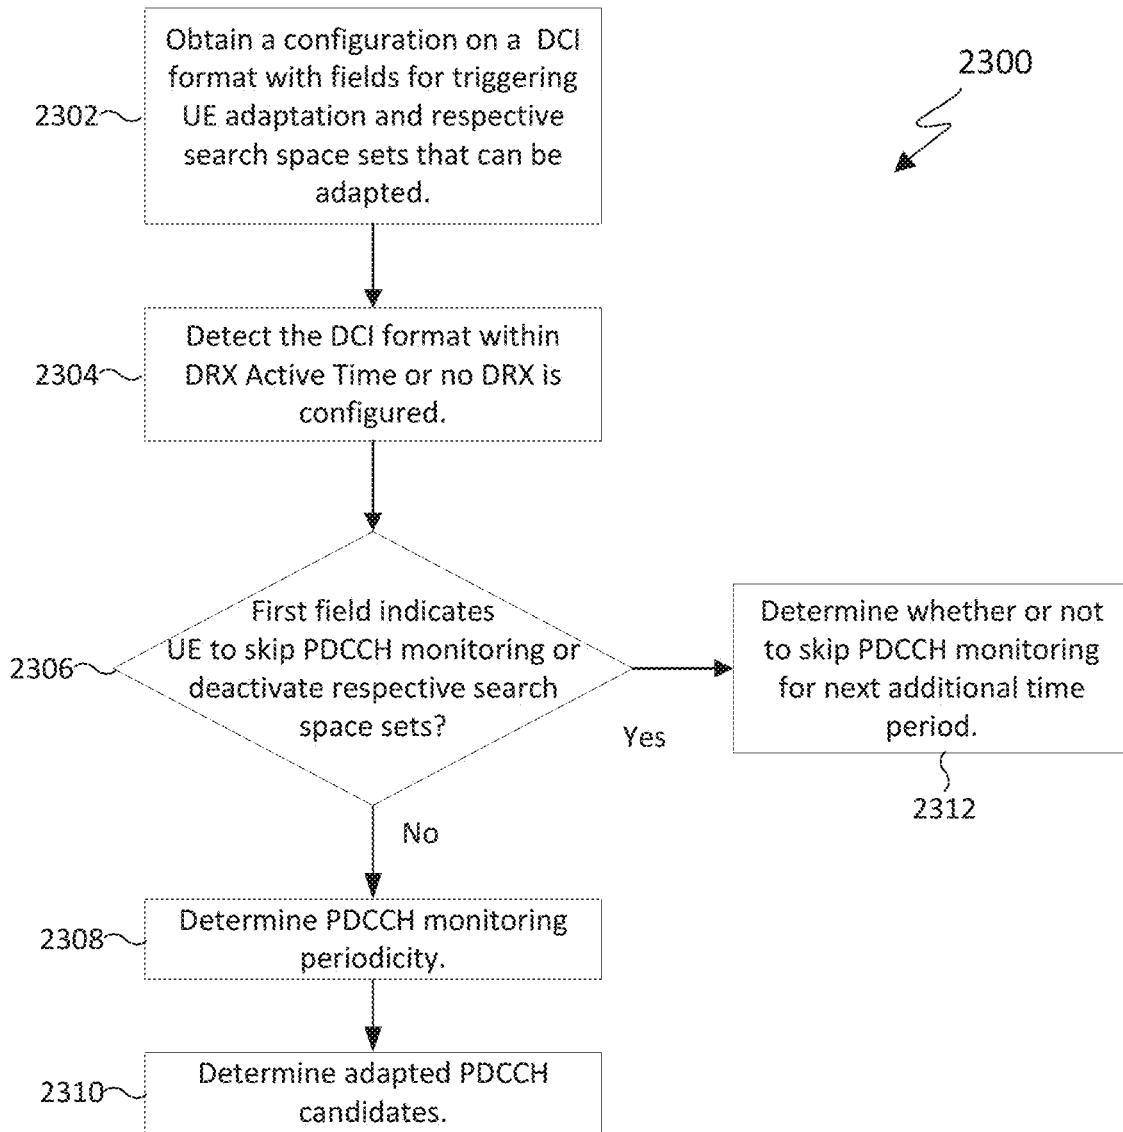 Obtain a configuration on a DCI
format with fields for triggering
UE adaptation and respective
search space sets that can be
adapted.
2302
2300
Detect the DCI format within
DRX Active Time or no DRX is
configured.
2304
First field indicates
UE to skip PDCCH monitoring or
deactivate respective search
space sets?
2306
Yes
Determine whether or not
to skip PDCCH monitoring
for next additional time
period.
2312
No
Determine PDCCH monitoring
periodicity.
2308
Determine adapted PDCCH
candidates.
2310